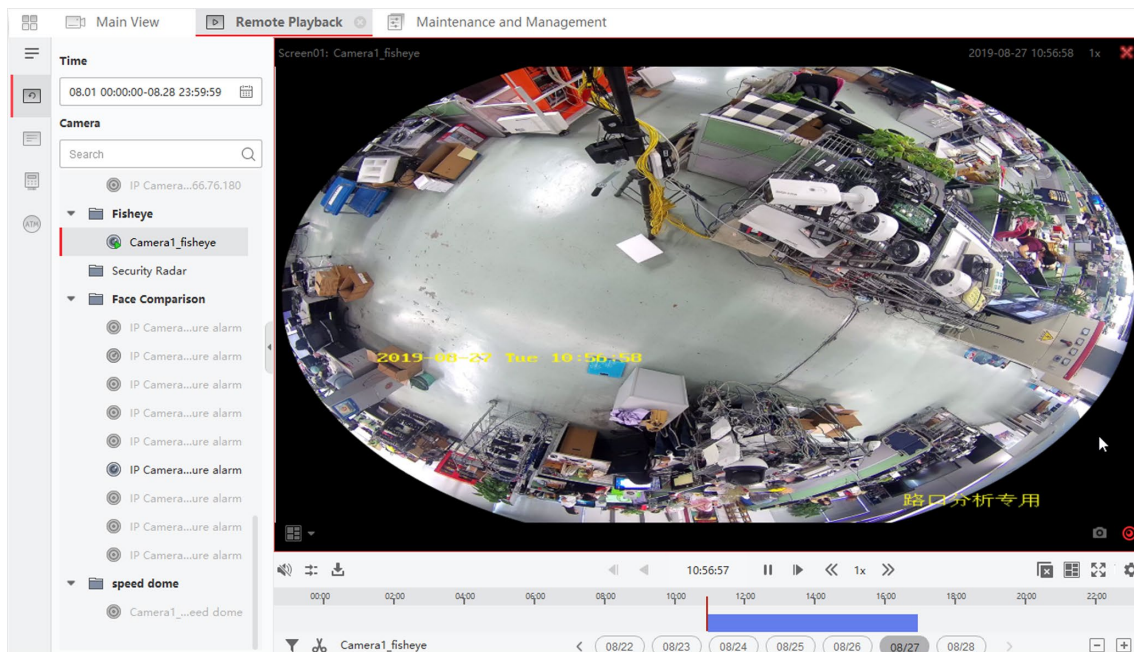 Main View
Remote Playback
Maintenance and Management
Time
08.01 00:00:00-08.28 23:59:59
Camera
Search
IP Camera...66.76.180
Fisheye
Camera1_fisheye
Security Radar
Face Comparison
IP Camera...ure alarm
IP Camera...ure alarm
IP Camera...ure alarm
IP Camera...ure alarm
IP Camera...ure alarm
IP Camera...ure alarm
IP Camera...ure alarm
IP Camera...ure alarm
IP Camera...ure alarm
speed dome
Camera1_...eed dome
ATM
Screen01: Camera1_fisheye
2019-08-27 10:56:58 1x
2019-08-27 Tue 10:56:58
路口分析专用
10:56:57
1x
00:00 02:00 04:00 06:00 08:00 10:00 12:00 14:00 16:00 18:00 20:00 22:00
Camera1_fisheye
08/22 08/23 08/24 08/25 08/26 08/27 08/28